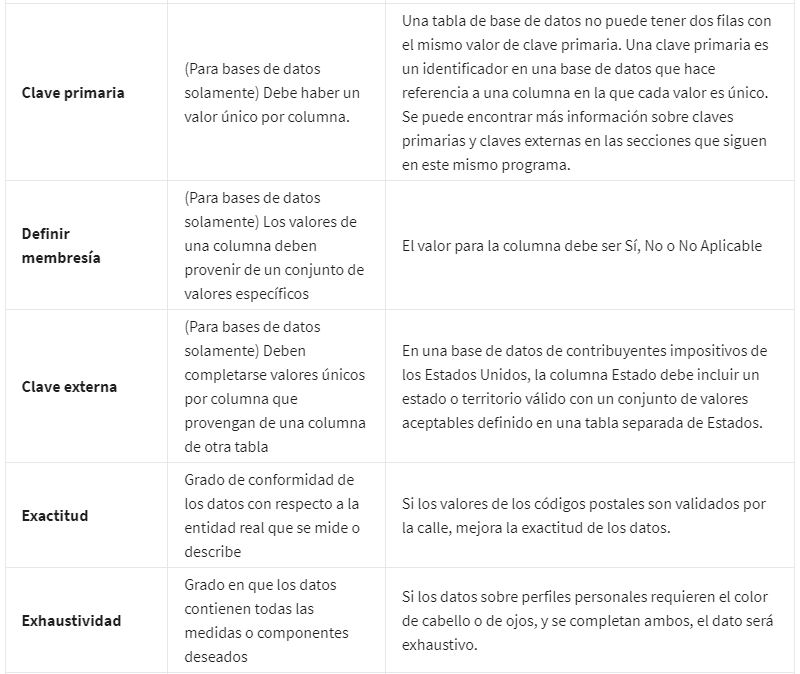 Clave primaria
(Para bases de datos
solamente) Debe haber un
valor único por columna.
Una tabla de base de datos no puede tener dos filas con
el mismo valor de clave primaria. Una clave primaria es
un identificador en una base de datos que hace
referencia a una columna en la que cada valor es único.
Se puede encontrar más información sobre claves
primarias y claves externas en las secciones que siguen
en este mismo programa.
Definir
membresía
(Para bases de datos
solamente) Los valores de
una columna deben
provenir de un conjunto de
valores específicos
El valor para la columna debe ser Sí, No o No Aplicable
Clave externa
(Para bases de datos
solamente) Deben
completarse valores únicos
por columna que
provengan de una columna
de otra tabla
En una base de datos de contribuyentes impositivos de
los Estados Unidos, la columna Estado debe incluir un
estado o territorio válido con un conjunto de valores
aceptables definido en una tabla separada de Estados.
Exactitud
Grado de conformidad de
los datos con respecto a la
entidad real que se mide o
describe
Si los valores de los códigos postales son validados por
la calle, mejora la exactitud de los datos.
Exhaustividad
Grado en que los datos
contienen todas las
medidas o componentes
deseados
Si los datos sobre perfiles personales requieren el color
de cabello o de ojos, y se completan ambos, el dato será
exhaustivo.